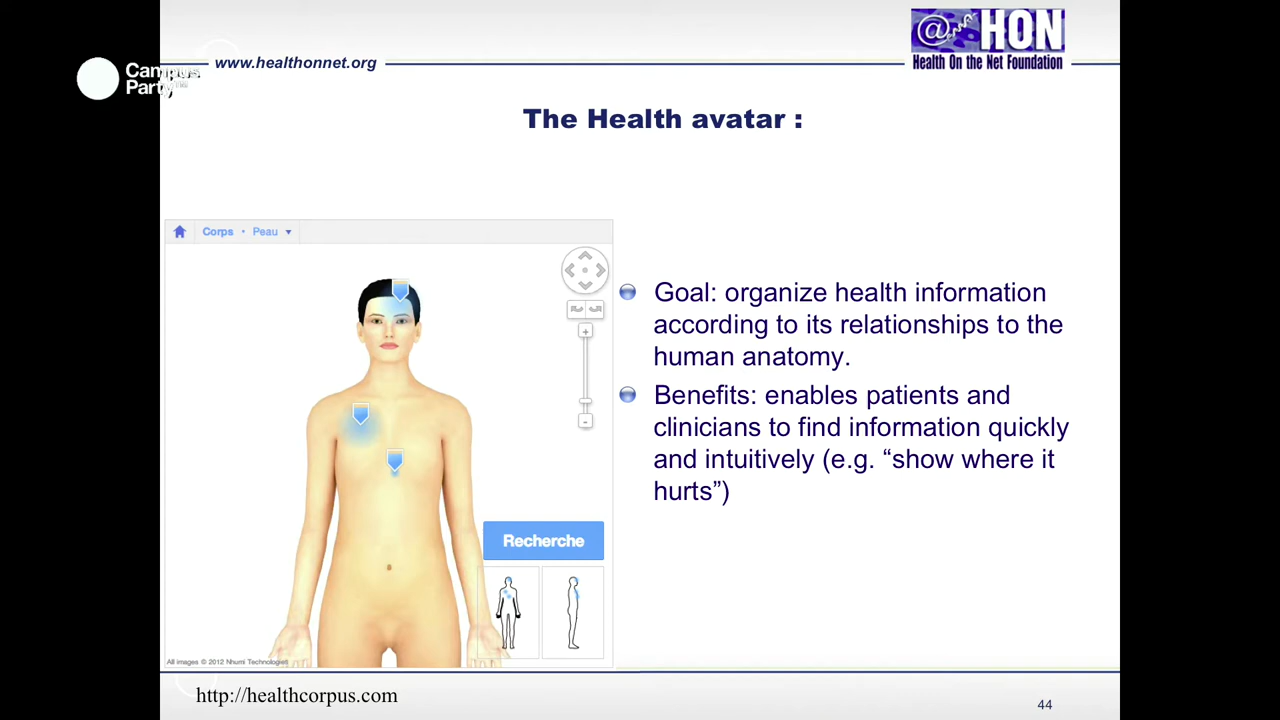 www.healthonnet.org
@ HON
Health On the Net Foundation
Campus
Party™
The Health avatar :
Corps • Peau
Goal: organize health information
according to its relationships to the
human anatomy.
Benefits: enables patients and
clinicians to find information quickly
and intuitively (e.g. “show where it
hurts”)
+
-
Recherche
All images © 2012 Nhumi Technologies
http://healthcorpus.com
44